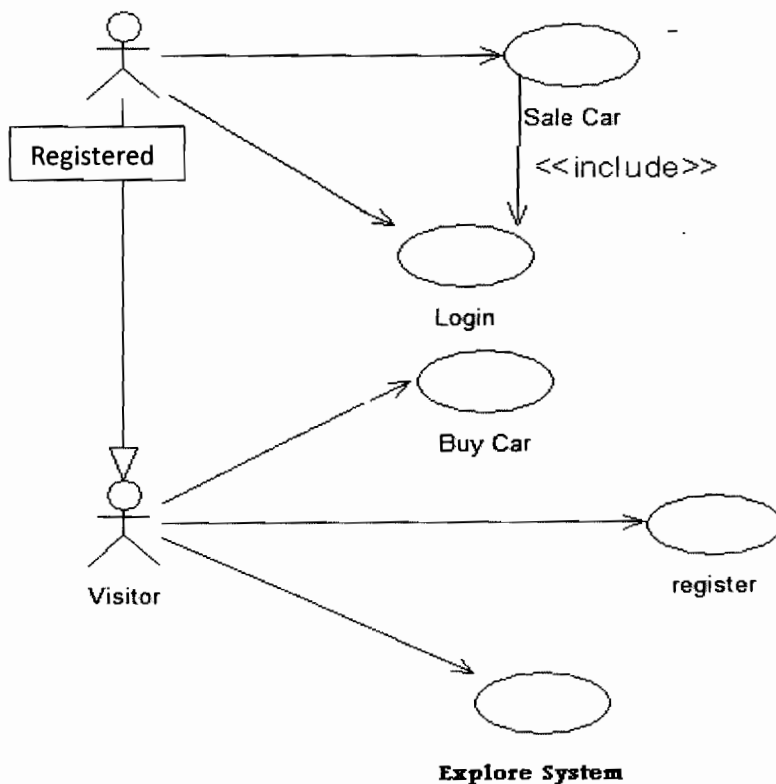 Registered
Sale Car
<<include>>
Login
Buy Car
Visitor
register
Explore System